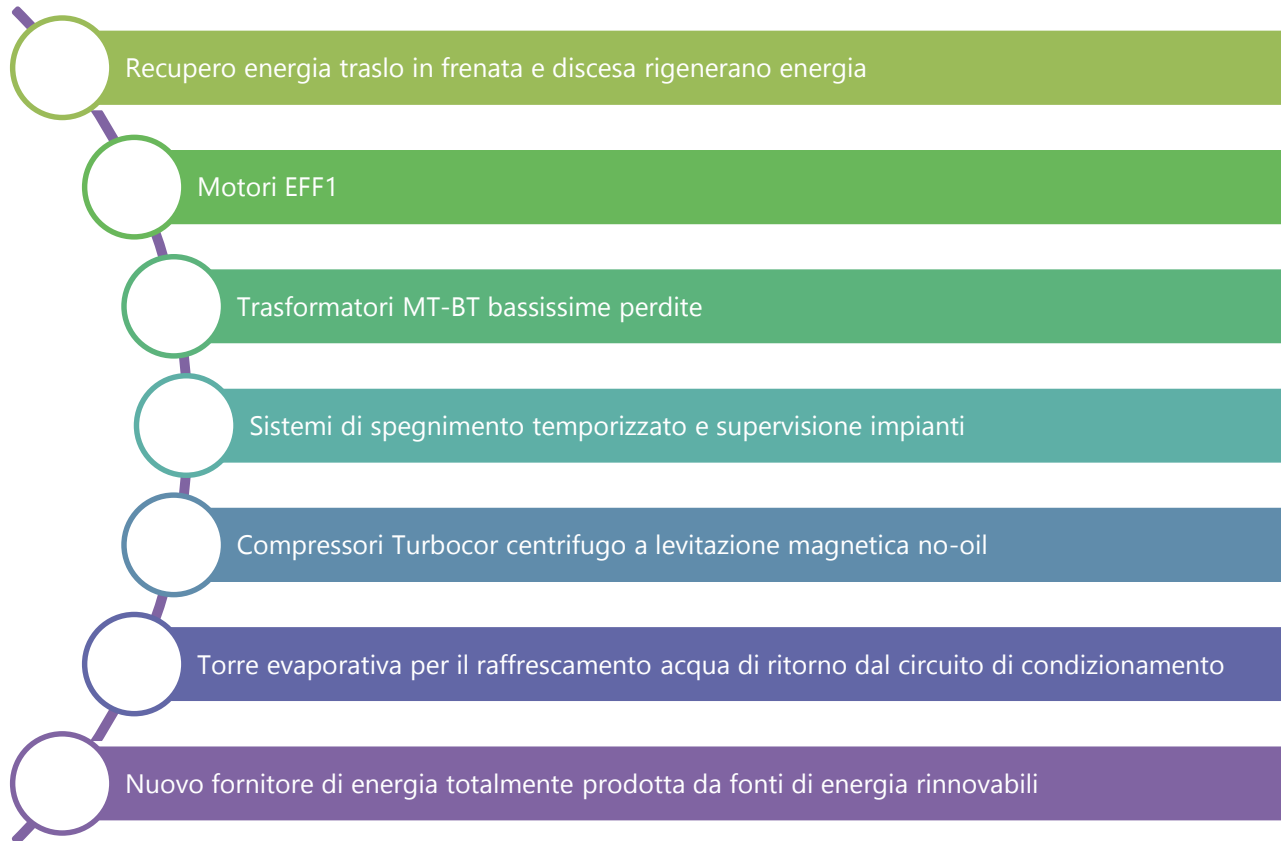 Recupero energia traslo in frenata e discesa rigenerano energia
Motori EFF1
Trasformatori MT-BT bassissime perdite
Sistemi di spegnimento temporizzato e supervisione impianti
Compressori Turbocor centrifugo a levitazione magnetica no-oil
Torre evaporativa per il raffrescamento acqua di ritorno dal circuito di condizionamento
Nuovo fornitore di energia totalmente prodotta da fonti di energia rinnovabili